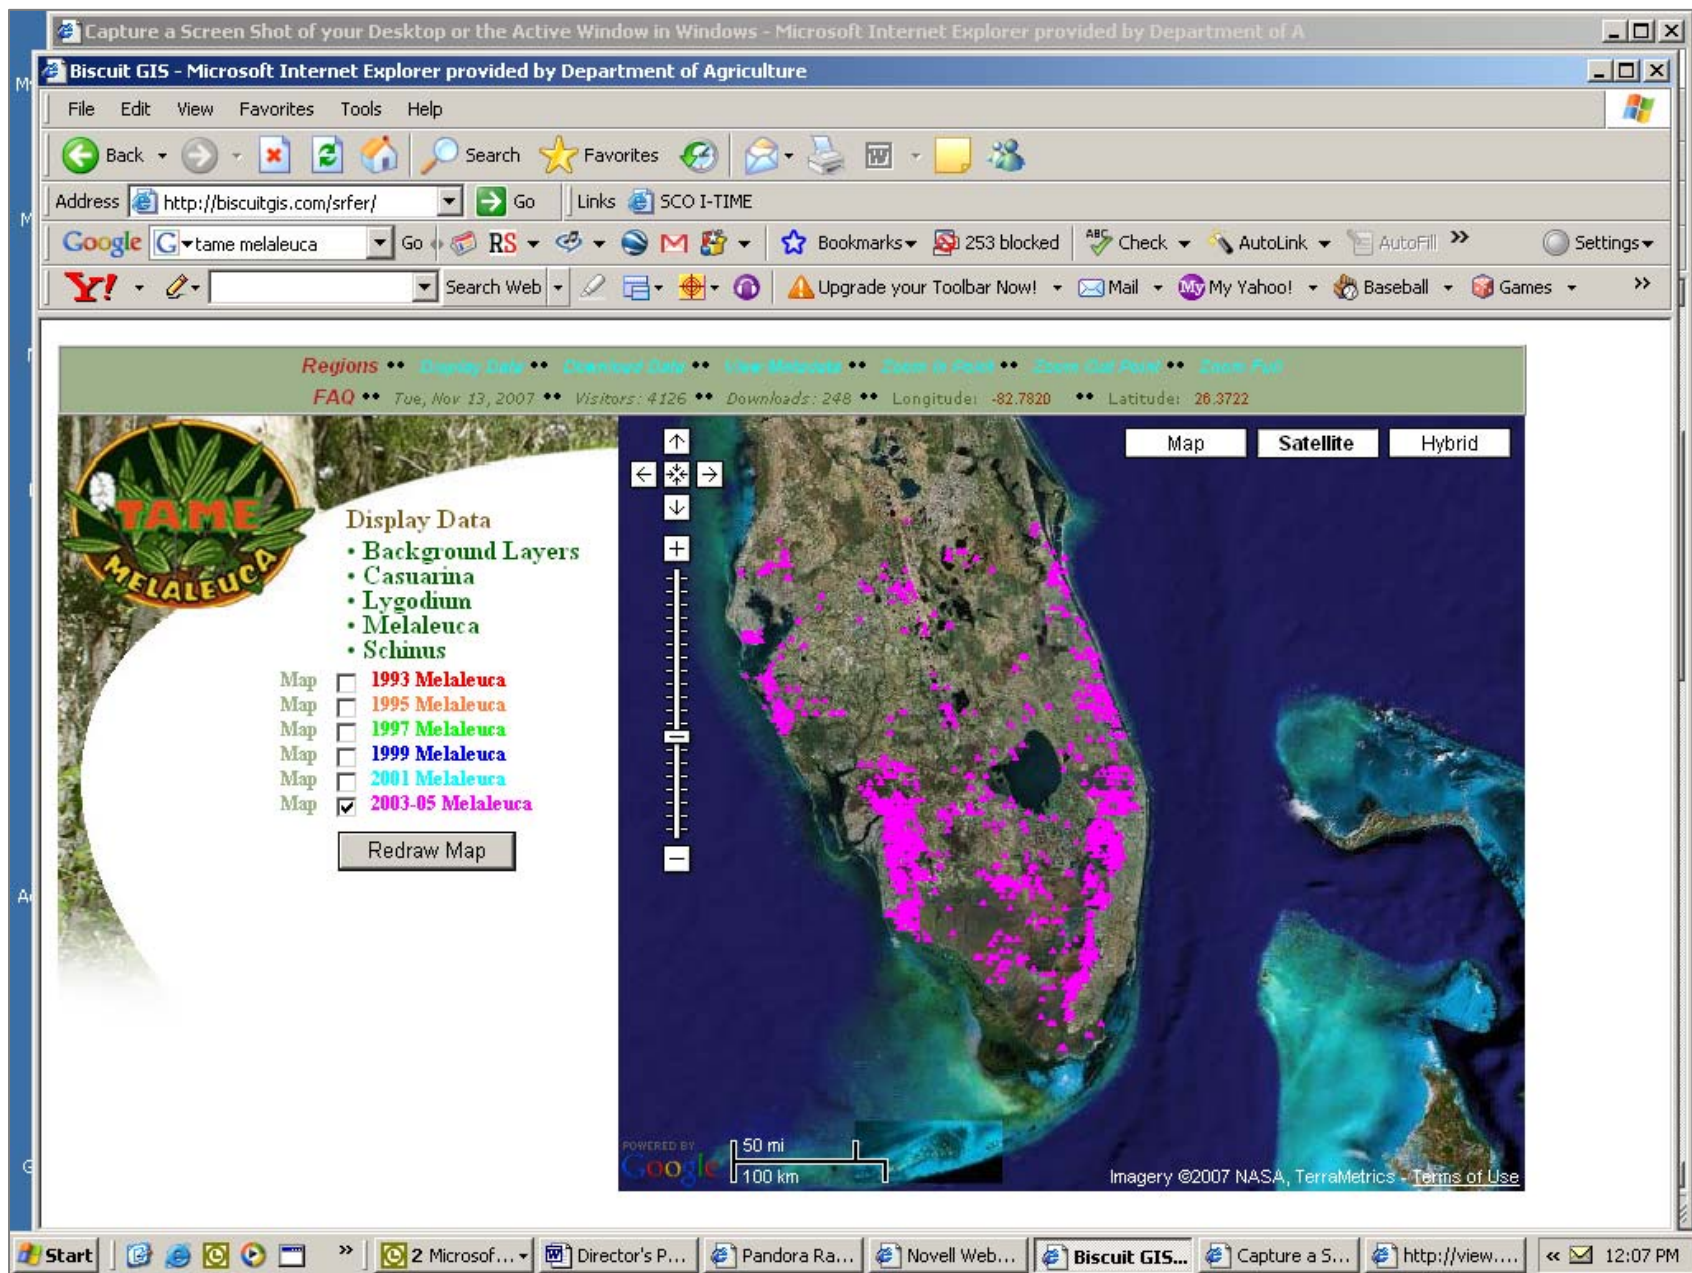 Capture a Screen Shot of your Desktop or the Active Window in Windows - Microsoft Internet Explorer provided by Department of A
Biscuit GIS - Microsoft Internet Explorer provided by Department of Agriculture
File Edit View Favorites Tools Help
Back Search Favorites
Address http://biscuitgis.com/srfer/ Go Links SCO I-TIME
Google G tame melaleuca Go RS Bookmarks 253 blocked ABC Check AutoLink AutoFill » Settings
Y! Search Web Upgrade your Toolbar Now! Mail My My Yahoo! Baseball Games »
Regions •• Display Data •• Download Data •• View Metadata •• Zoom In Point •• Zoom Out Point •• Zoom Full
FAQ •• Tue, Nov 13, 2007 •• Visitors: 4126 •• Downloads: 248 •• Longitude: -82.7820 •• Latitude: 26.3722
Map Satellite Hybrid
TAME
MELALEUCA
Display Data
• Background Layers
• Casuarina
• Lygodium
• Melaleuca
• Schinus
Map 1993 Melaleuca
Map 1995 Melaleuca
Map 1997 Melaleuca
Map 1999 Melaleuca
Map 2001 Melaleuca
Map 2003-05 Melaleuca
Redraw Map
POWERED BY
Google
50 mi
100 km
Imagery ©2007 NASA, TerraMetrics - Terms of Use
Start » 2 Microsof... Director's P... Pandora Ra... Novell Web... Biscuit GIS... Capture a S... http://view.... « 12:07 PM